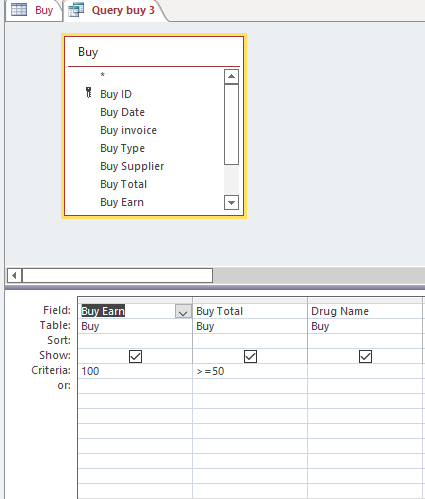 Buy Query buy 3
Buy
*
Buy ID
Buy Date
Buy invoice
Buy Type
Buy Supplier
Buy Total
Buy Earn
Field: Buy Earn Buy Total Drug Name
Table: Buy Buy Buy
Sort:
Show:
Criteria: 100 >=50
or: